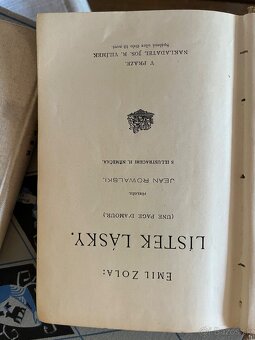 EMIL ZOLA:
LÍSTEK LÁSKY.
(UNE PAGE D'AMOUR.)
PŘELOŽIL
JEAN ROWALSKI.
S ILLUSTRACEMI H. NĚMEČKA.
V PRAZE.
NAKLADATEL JOS. R. VILÍMEK